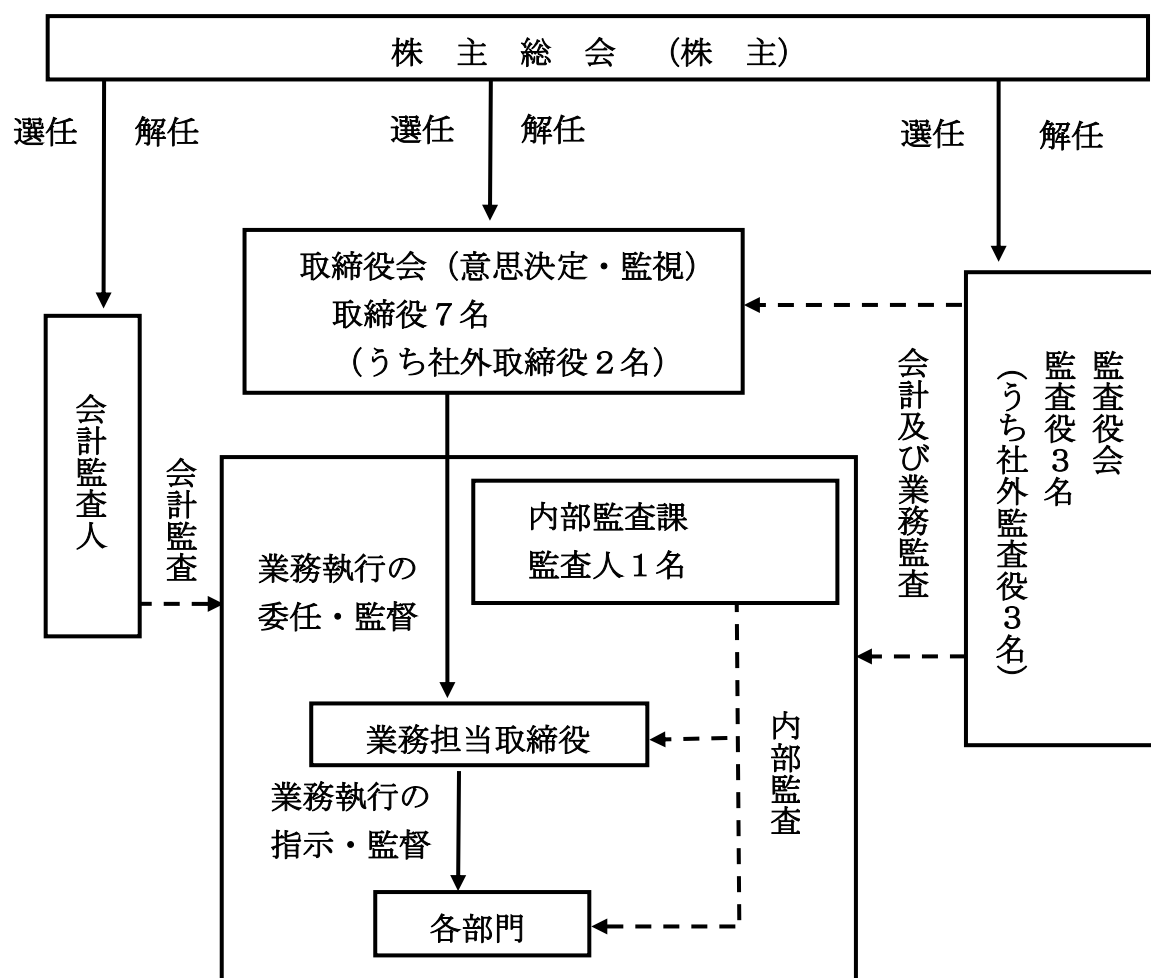 株 主 総 会 (株 主)
選任 解任
選任 解任
選任 解任
取締役会（意思決定・監視）
取締役７名
（うち社外取締役２名）
会計監査人
会計監査
監査役会
監査役３名
（うち社外監査役３名）
会計及び業務監査
内部監査課
監査人１名
業務執行の
委任・監督
業務担当取締役
内部監査
業務執行の
指示・監督
各部門